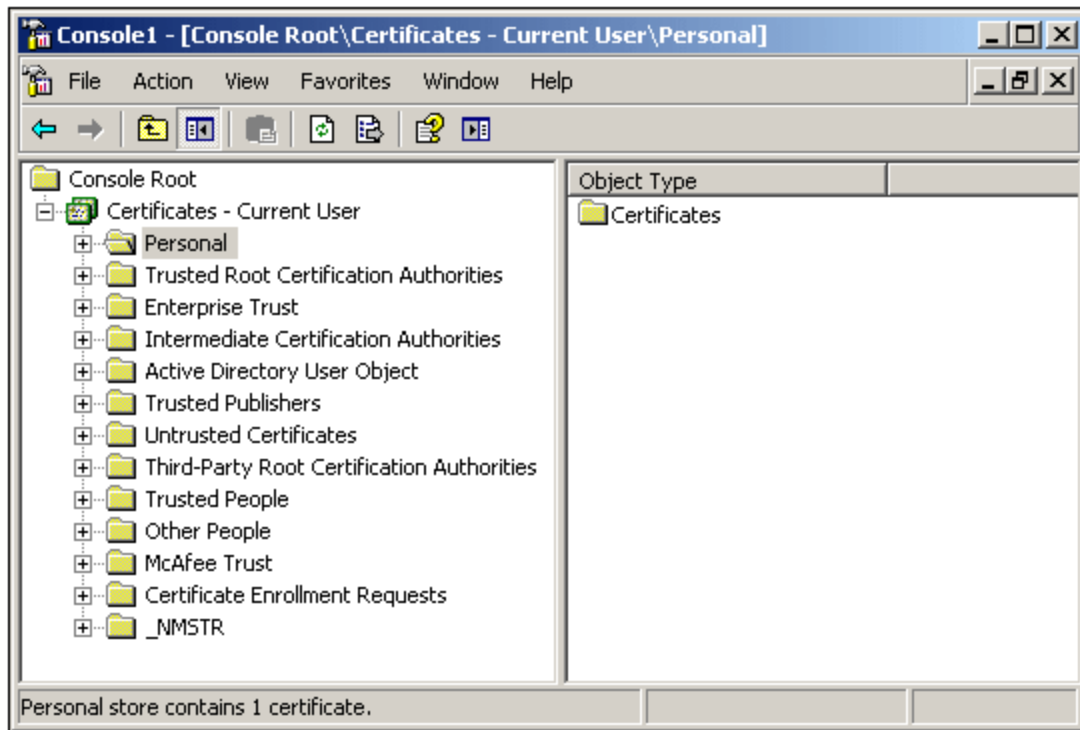 Console1 - [Console Root\Certificates - Current User\Personal]
File Action View Favorites Window Help
Console Root
Certificates - Current User
Personal
Trusted Root Certification Authorities
Enterprise Trust
Intermediate Certification Authorities
Active Directory User Object
Trusted Publishers
Untrusted Certificates
Third-Party Root Certification Authorities
Trusted People
Other People
McAfee Trust
Certificate Enrollment Requests
_NMSTR
Object Type
Certificates
Personal store contains 1 certificate.